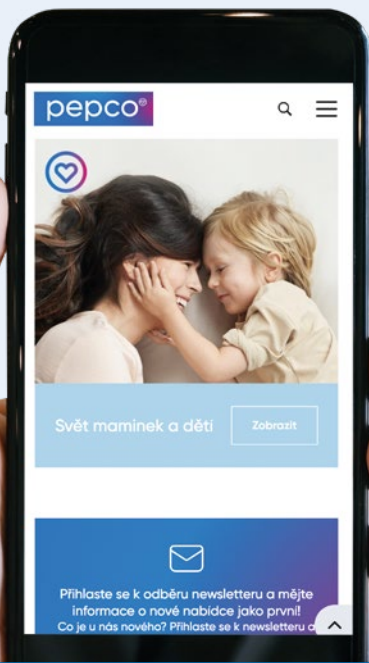 pepco®
Svět maminek a dětí
Zobrazit
Přihlaste se k odběru newsletteru a mějte
informace o nové nabídce jako první!
Co je u nás nového? Přihlaste se k newsletteru a